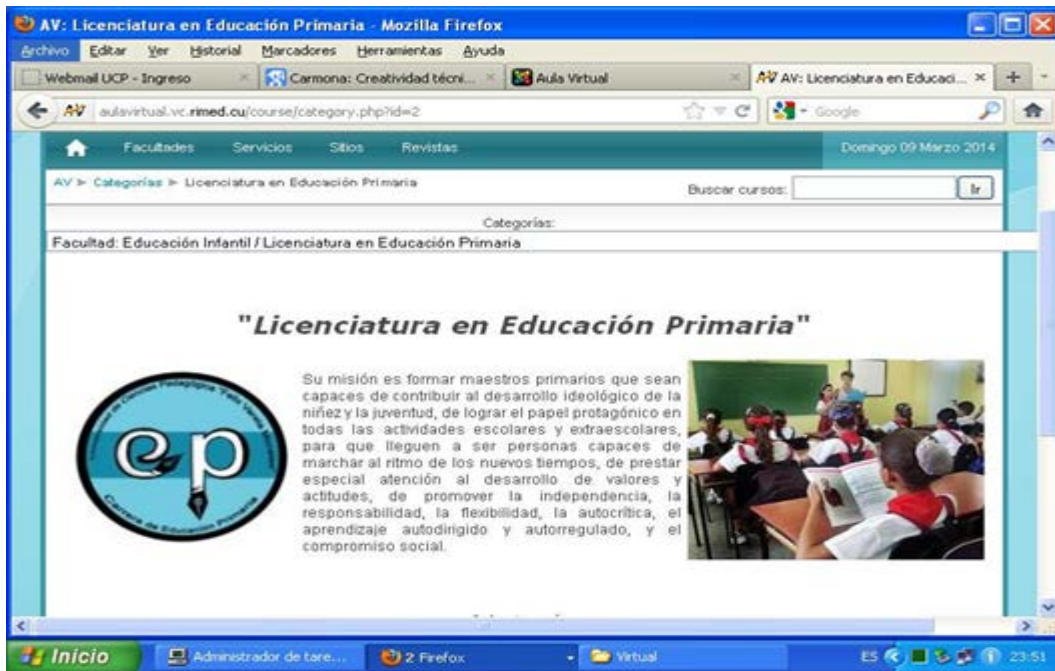 AV: Licenciatura en Educación Primaria - Mozilla Firefox
Archivo Editar Ver Historial Marcadores Herramientas Ayuda
Webmail UCP - Ingreso
Carmona: Creatividad técni...
Aula Virtual
AV: Licenciatura en Educaci...
aulavirtual.vc.rimed.cu/course/category.php?id=2
Google
Facultades Servicios Sitios Revistas
Domingo 09 Marzo 2014
AV ► Categorías ► Licenciatura en Educación Primaria
Buscar cursos:
Ir
Categorías:
Facultad: Educación Infantil / Licenciatura en Educación Primaria
"Licenciatura en Educación Primaria"
ep
Carrera de Educación Primaria
Su misión es formar maestros primarios que sean
capaces de contribuir al desarrollo ideológico de la
niñez y la juventud, de lograr el papel protagónico en
todas las actividades escolares y extraescolares,
para que lleguen a ser personas capaces de
marchar al ritmo de los nuevos tiempos, de prestar
especial atención al desarrollo de valores y
actitudes, de promover la independencia, la
responsabilidad, la flexibilidad, la autocrítica, el
aprendizaje autodirigido y autorregulado, y el
compromiso social.
Inicio
Administrador de tare...
2 Firefox
Virtual
ES
23:51